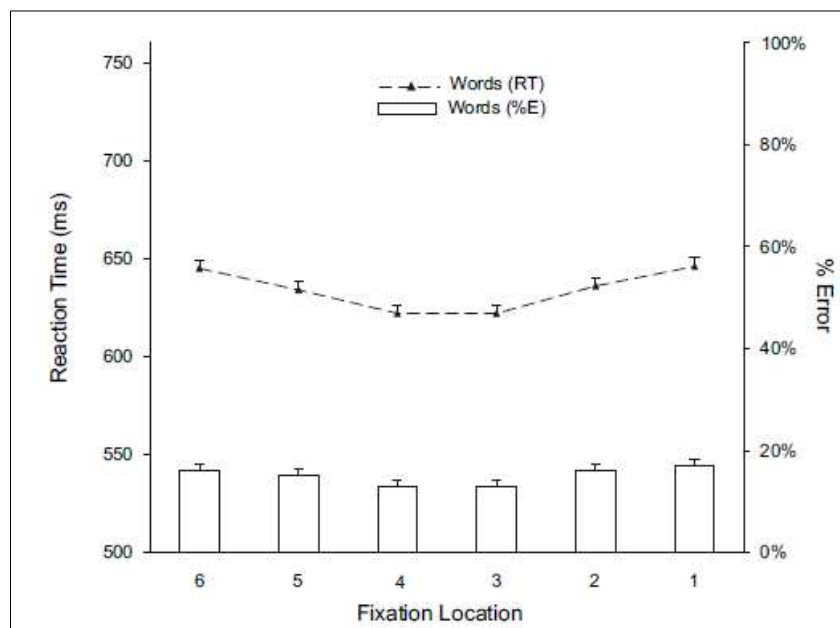 Words (RT)
Words (%E)
Reaction Time (ms)
750
700
650
600
550
500
100%
80%
60%
40%
20%
0%
% Error
6 5 4 3 2 1
Fixation Location